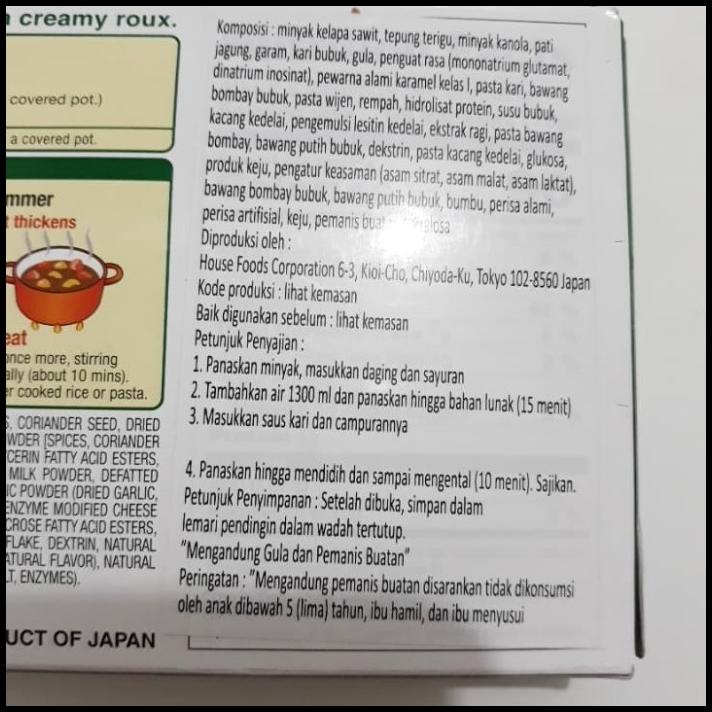 a creamy roux.
covered pot.)
a covered pot.
mmer
t thickens
eat
once more, stirring
ally (about 10 mins).
er cooked rice or pasta.
S, CORIANDER SEED, DRIED
WDER [SPICES, CORIANDER
CERIN FATTY ACID ESTERS,
MILK POWDER, DEFATTED
IC POWDER (DRIED GARLIC,
ENZYME MODIFIED CHEESE
CROSE FATTY ACID ESTERS,
FLAKE, DEXTRIN, NATURAL
ATURAL FLAVOR), NATURAL
LT, ENZYMES).
UCT OF JAPAN
Komposisi : minyak kelapa sawit, tepung terigu, minyak kanola, pati
jagung, garam, kari bubuk, gula, penguat rasa (mononatrium glutamat,
dinatrium inosinat), pewarna alami karamel kelas I, pasta kari, bawang
bombay bubuk, pasta wijen, rempah, hidrolisat protein, susu bubuk,
kacang kedelai, pengemulsi lesitin kedelai, ekstrak ragi, pasta bawang
bombay, bawang putih bubuk, dekstrin, pasta kacang kedelai, glukosa,
produk keju, pengatur keasaman (asam sitrat, asam malat, asam laktat),
bawang bombay bubuk, bawang putih bubuk, bumbu, perisa alami,
perisa artifisial, keju, pemanis
Diproduksi oleh :
House Foods Corporation 6-3, Kioi-Cho, Chiyoda-Ku, Tokyo 102-8560 Japan
Kode produksi : lihat kemasan
Baik digunakan sebelum : lihat kemasan
Petunjuk Penyajian :
1. Panaskan minyak, masukkan daging dan sayuran
2. Tambahkan air 1300 ml dan panaskan hingga bahan lunak (15 menit)
3. Masukkan saus kari dan campurannya
4. Panaskan hingga mendidih dan sampai mengental (10 menit). Sajikan.
Petunjuk Penyimpanan : Setelah dibuka, simpan dalam
lemari pendingin dalam wadah tertutup.
"Mengandung Gula dan Pemanis Buatan"
Peringatan : "Mengandung pemanis buatan disarankan tidak dikonsumsi
oleh anak dibawah 5 (lima) tahun, ibu hamil, dan ibu menyusui